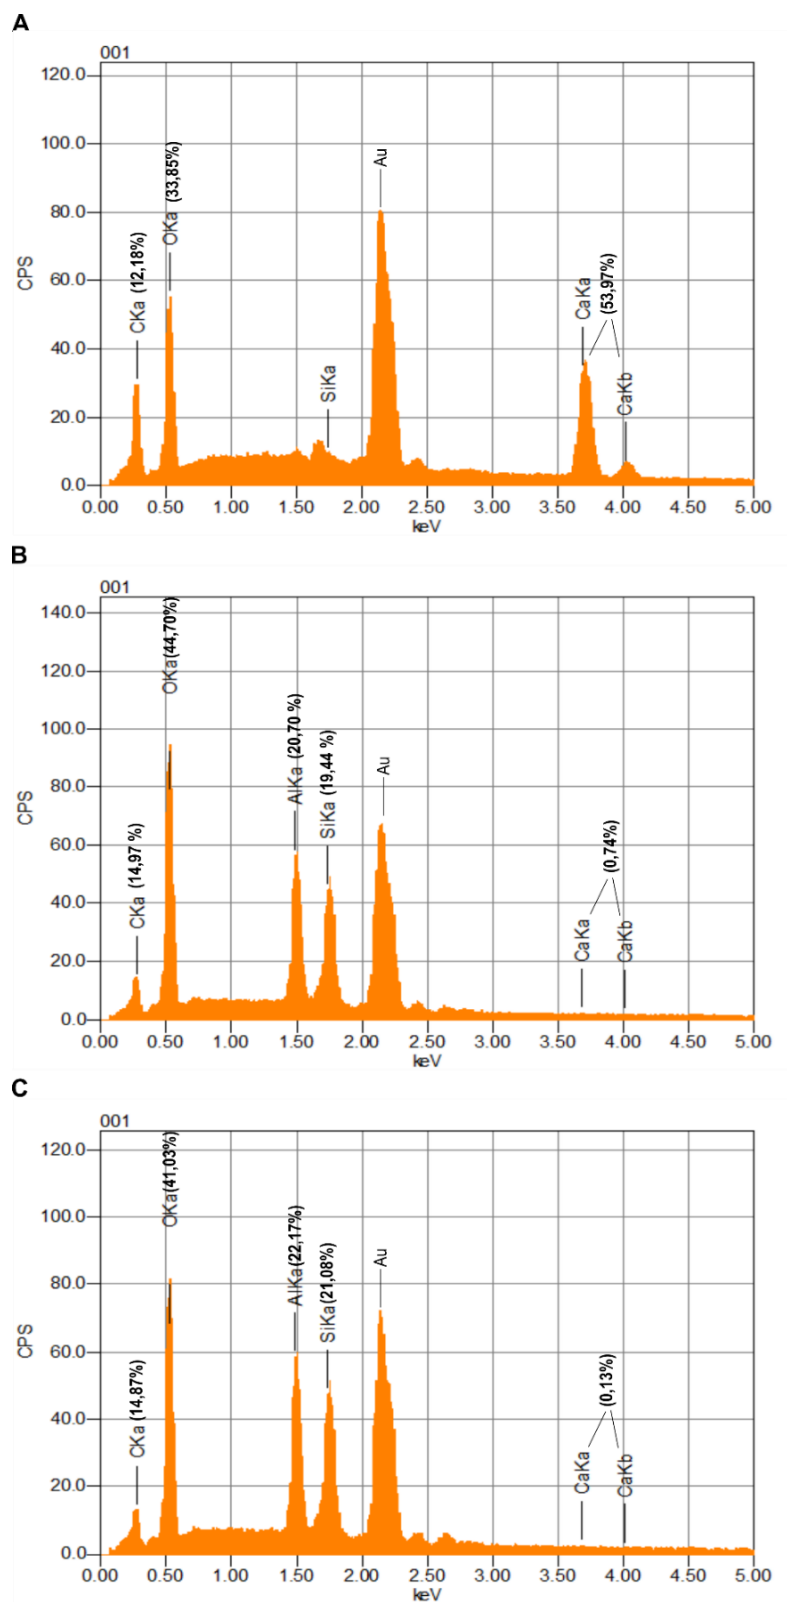 A
001
120.0
100.0
80.0
60.0
40.0
20.0
0.0
CPS
CKa (12,18%)
OKa (33,85%)
SiKa
Au
CaKa
(53,97%)
CaKb
0.00 0.50 1.00 1.50 2.00 2.50 3.00 3.50 4.00 4.50 5.00
keV
B
001
140.0
120.0
100.0
80.0
60.0
40.0
20.0
0.0
CPS
CKa (14,97 %)
OKa(44,70%)
AlKa (20,70 %)
SiKa (19,44 %)
Au
CaKa
(0,74%)
CaKb
0.00 0.50 1.00 1.50 2.00 2.50 3.00 3.50 4.00 4.50 5.00
keV
C
001
120.0
100.0
80.0
60.0
40.0
20.0
0.0
CPS
CKa (14,87%)
OKa(41,03%)
AlKa(22,17%)
SiKa(21,08%)
Au
CaKa
(0,13%)
CaKb
0.00 0.50 1.00 1.50 2.00 2.50 3.00 3.50 4.00 4.50 5.00
keV